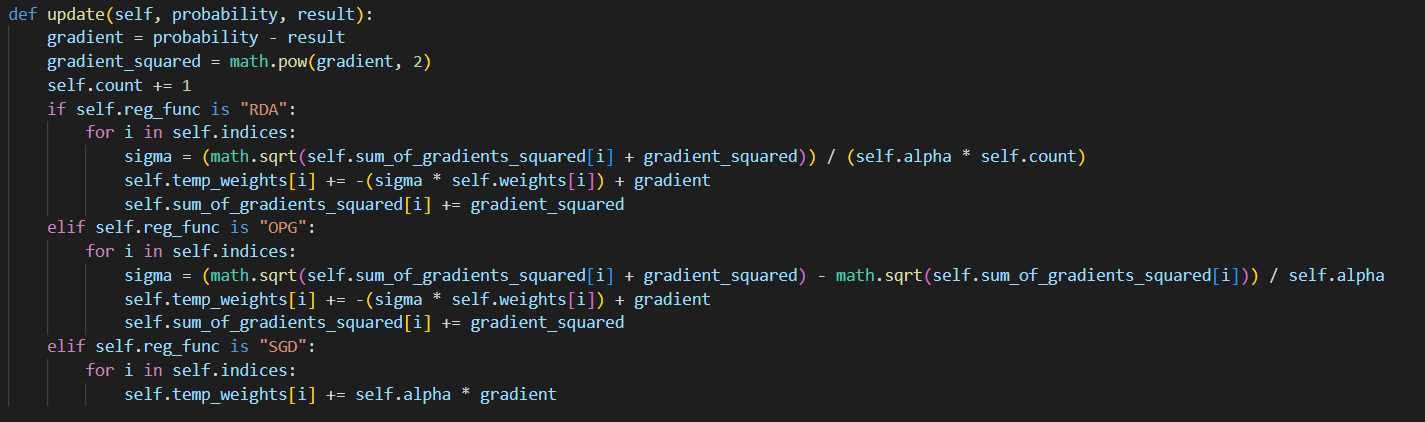 def update(self, probability, result):
    gradient = probability - result
    gradient_squared = math.pow(gradient, 2)
    self.count += 1
    if self.reg_func is "RDA":
        for i in self.indices:
            sigma = (math.sqrt(self.sum_of_gradients_squared[i] + gradient_squared)) / (self.alpha * self.count)
            self.temp_weights[i] += -(sigma * self.weights[i]) + gradient
            self.sum_of_gradients_squared[i] += gradient_squared
    elif self.reg_func is "OPG":
        for i in self.indices:
            sigma = (math.sqrt(self.sum_of_gradients_squared[i] + gradient_squared) - math.sqrt(self.sum_of_gradients_squared[i])) / self.alpha
            self.temp_weights[i] += -(sigma * self.weights[i]) + gradient
            self.sum_of_gradients_squared[i] += gradient_squared
    elif self.reg_func is "SGD":
        for i in self.indices:
            self.temp_weights[i] += self.alpha * gradient